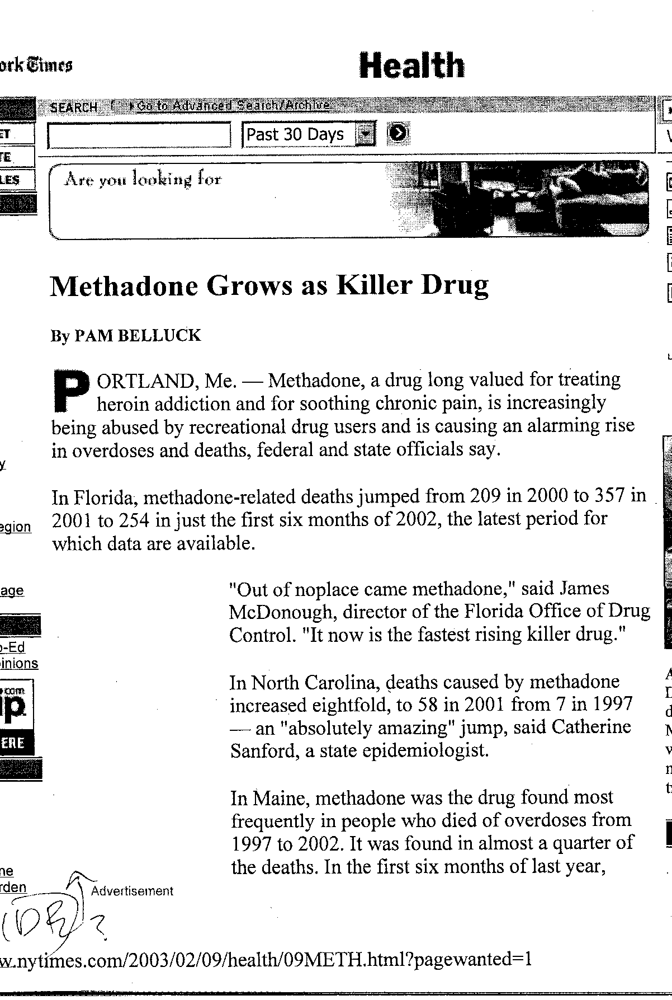 ork Times
Health
SEARCH Go to Advanced Search/Archive
ET
Past 30 Days
TE
LES
Are you looking for
Methadone Grows as Killer Drug
By PAM BELLUCK
PORTLAND, Me. — Methadone, a drug long valued for treating
heroin addiction and for soothing chronic pain, is increasingly
being abused by recreational drug users and is causing an alarming rise
in overdoses and deaths, federal and state officials say.
y
In Florida, methadone-related deaths jumped from 209 in 2000 to 357 in
2001 to 254 in just the first six months of 2002, the latest period for
egion
which data are available.
age
"Out of noplace came methadone," said James
McDonough, director of the Florida Office of Drug
Control. "It now is the fastest rising killer drug."
p-Ed
inions
com
up
ERE
In North Carolina, deaths caused by methadone
increased eightfold, to 58 in 2001 from 7 in 1997
— an "absolutely amazing" jump, said Catherine
Sanford, a state epidemiologist.
In Maine, methadone was the drug found most
frequently in people who died of overdoses from
1997 to 2002. It was found in almost a quarter of
the deaths. In the first six months of last year,
ne
rden
Advertisement
?
w.nytimes.com/2003/02/09/health/09METH.html?pagewanted=1